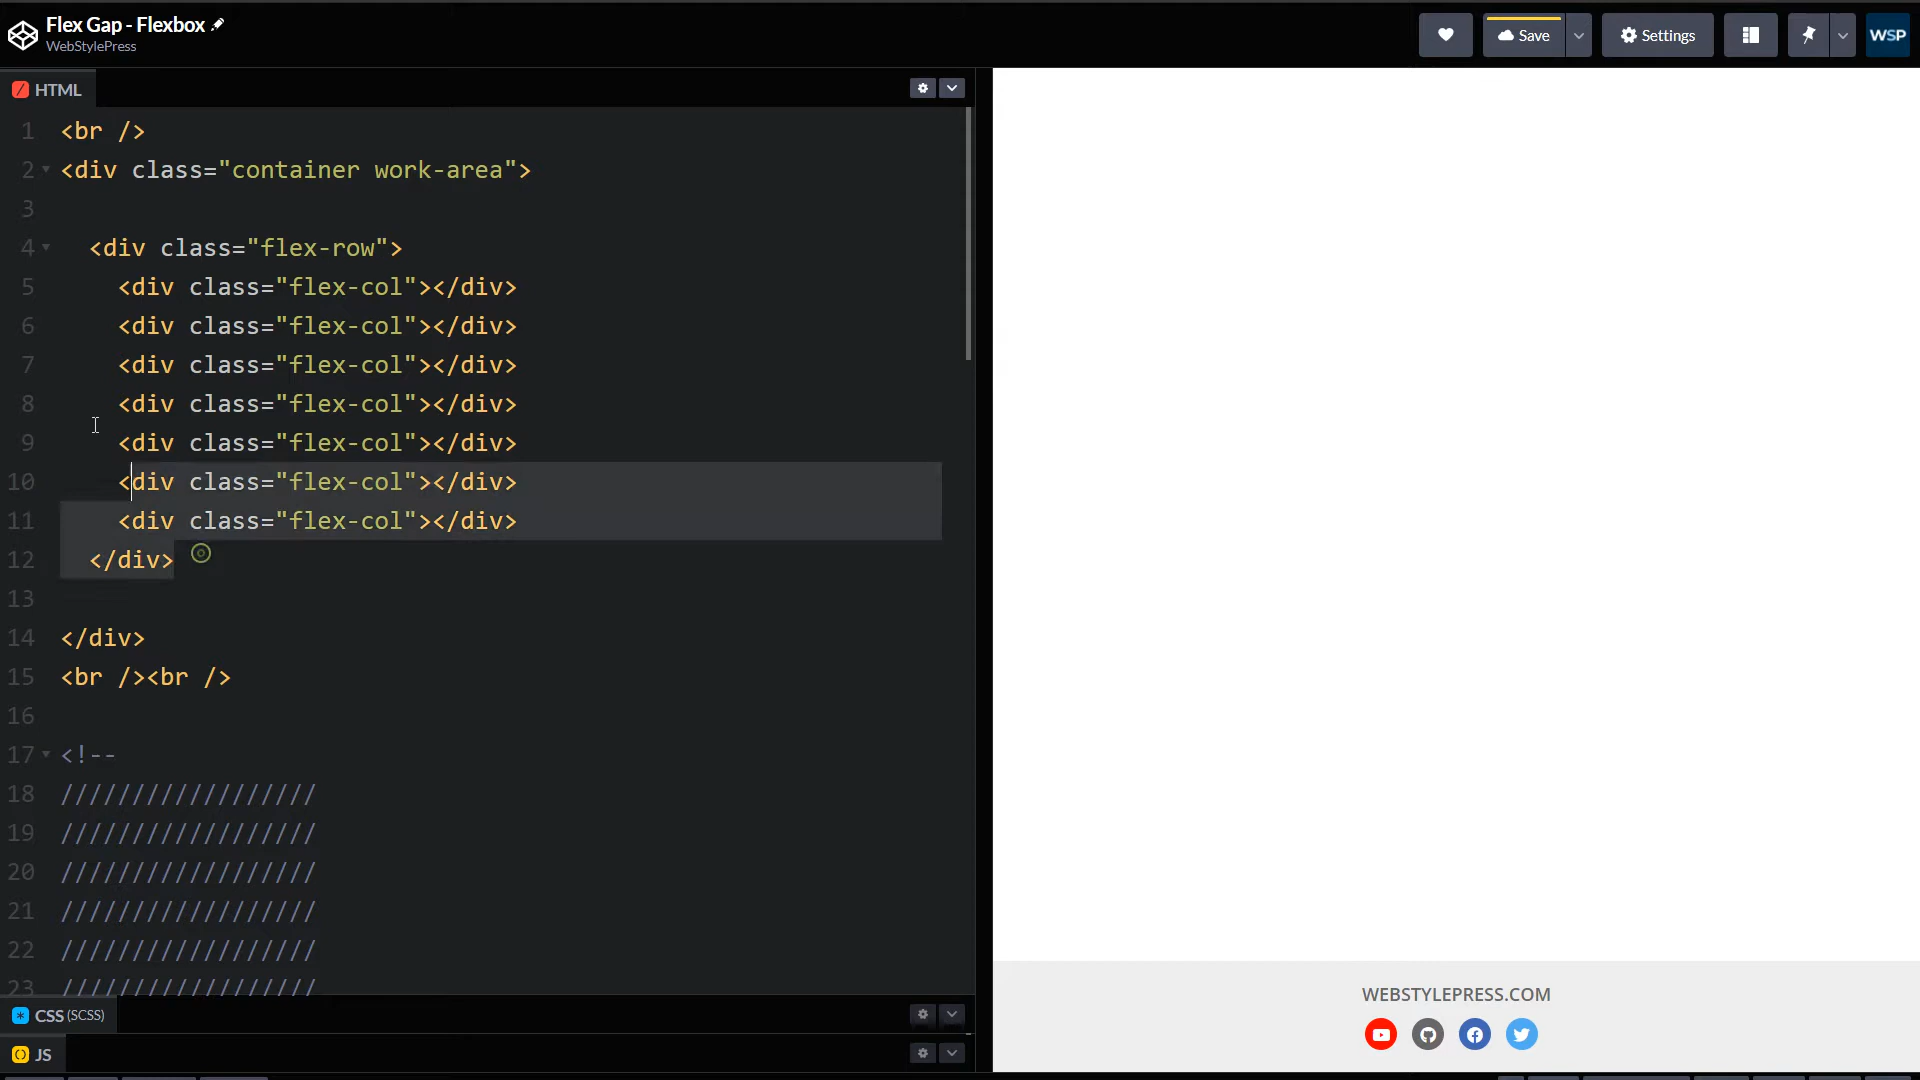 Flex Gap - Flexbox
WebStylePress
Save
Settings
WSP
HTML
1 <br />
2 <div class="container work-area">
3
4 <div class="flex-row">
5 <div class="flex-col"></div>
6 <div class="flex-col"></div>
7 <div class="flex-col"></div>
8 <div class="flex-col"></div>
9 <div class="flex-col"></div>
10 <div class="flex-col"></div>
11 <div class="flex-col"></div>
12 </div>
13
14 </div>
15 <br /><br />
16
17 <!--
18 //////////////////
19 //////////////////
20 //////////////////
21 //////////////////
22 //////////////////
23 //////////////////
CSS (SCSS)
JS
WEBSTYLEPRESS.COM